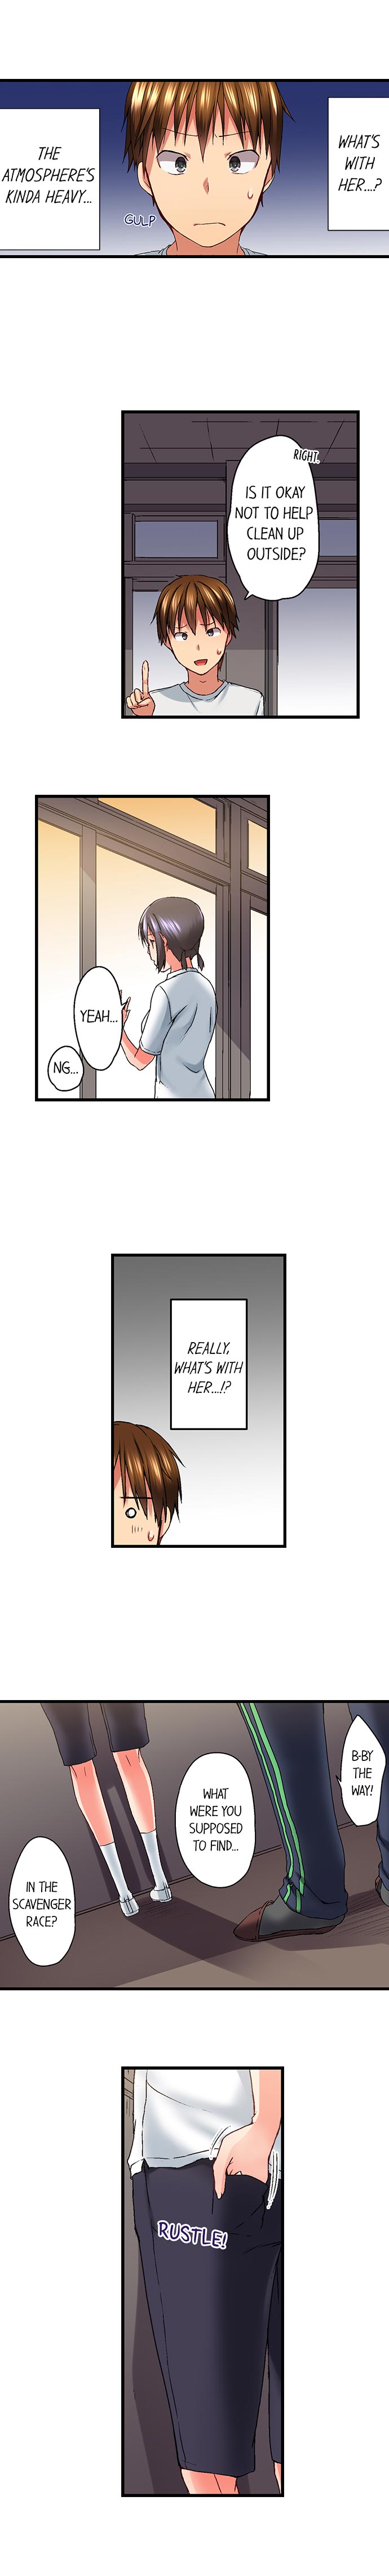 WHAT'S
WITH
HER...?
THE
ATMOSPHERE'S
KINDA HEAVY...
GULP
RIGHT.
IS IT OKAY
NOT TO HELP
CLEAN UP
OUTSIDE?
YEAH...
NG...
REALLY,
WHAT'S WITH
HER...!?
B-BY
THE
WAY!
WHAT
WERE YOU
SUPPOSED
TO FIND...
IN THE
SCAVENGER
RACE?
RUSTLE!